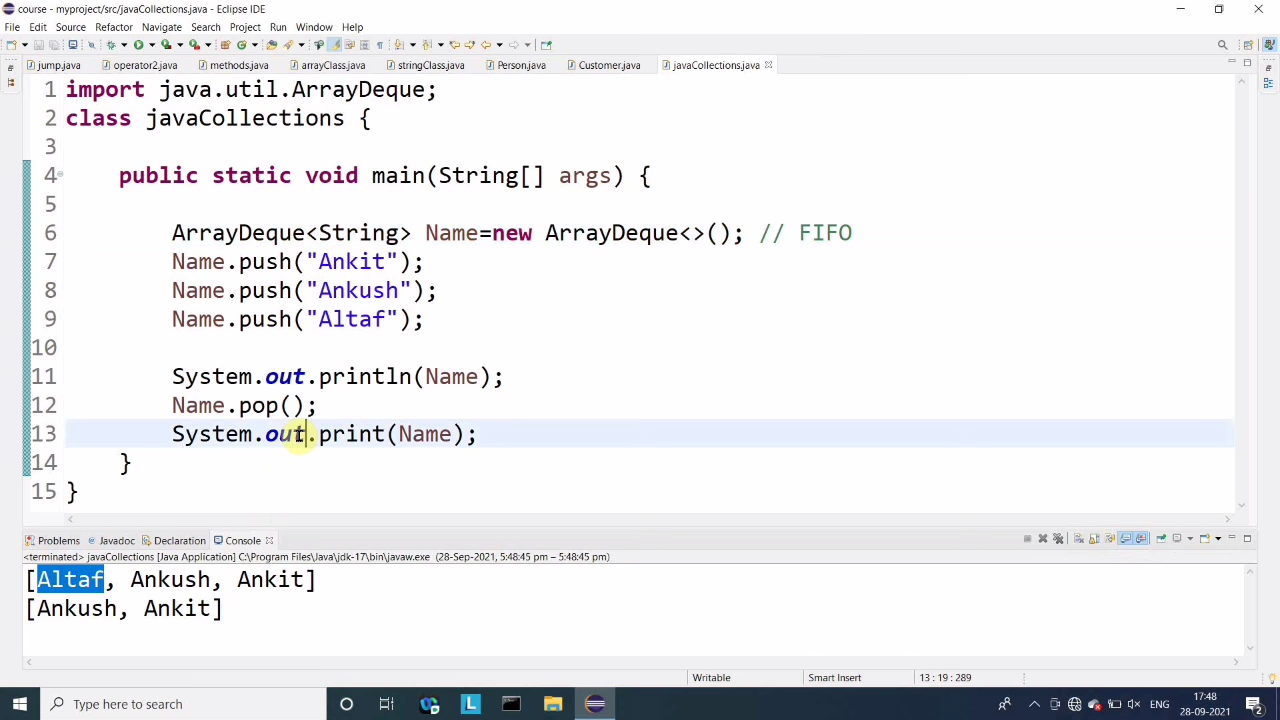 course - myproject/src/javaCollections.java - Eclipse IDE
File Edit Source Refactor Navigate Search Project Run Window Help
jump.java operator2.java methods.java arrayClass.java stringClass.java Person.java Customer.java javaCollections.java
1 import java.util.ArrayDeque;
2 class javaCollections {
3
4 public static void main(String[] args) {
5
6 ArrayDeque<String> Name=new ArrayDeque<>(); // FIFO
7 Name.push("Ankit");
8 Name.push("Ankush");
9 Name.push("Altaf");
10
11 System.out.println(Name);
12 Name.pop();
13 System.out.print(Name);
14 }
15 }
Problems Javadoc Declaration Console
<terminated> javaCollections [Java Application] C:\Program Files\Java\jdk-17\bin\javaw.exe (28-Sep-2021, 5:48:45 pm – 5:48:45 pm)
[Altaf, Ankush, Ankit]
[Ankush, Ankit]
Writable Smart Insert 13 : 19 : 289
Type here to search L ENG 17:48
28-09-2021 2